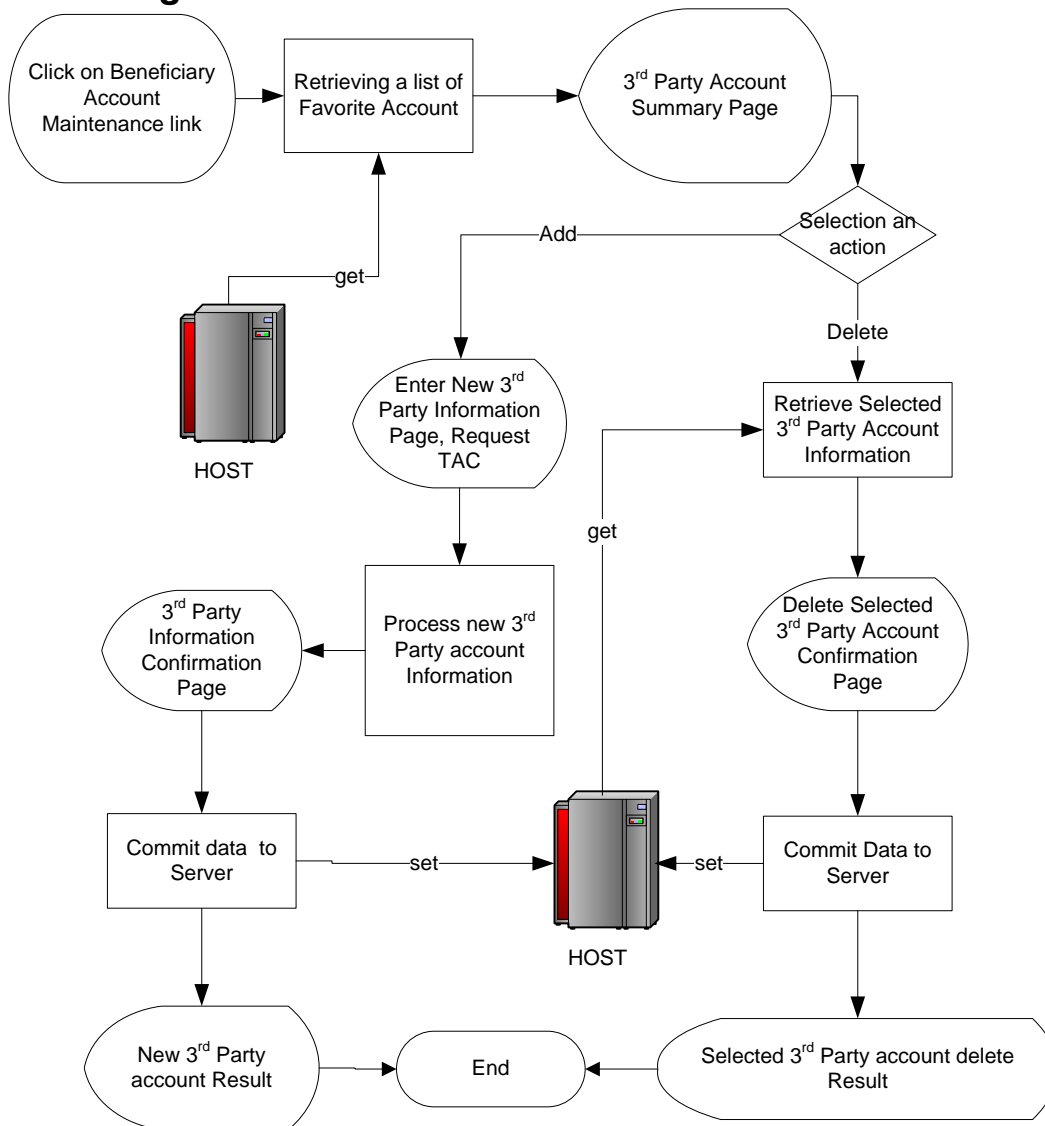 Click on Beneficiary
Account
Maintenance link
Retrieving a list of
Favorite Account
3rd Party Account
Summary Page
Selection an
action
Add
get
Delete
HOST
Enter New 3rd
Party Information
Page, Request
TAC
Retrieve Selected
3rd Party Account
Information
get
3rd Party
Information
Confirmation
Page
Process new 3rd
Party account
Information
Delete Selected
3rd Party Account
Confirmation
Page
Commit data to
Server
set
set
Commit Data to
Server
HOST
New 3rd Party
account Result
End
Selected 3rd Party account delete
Result